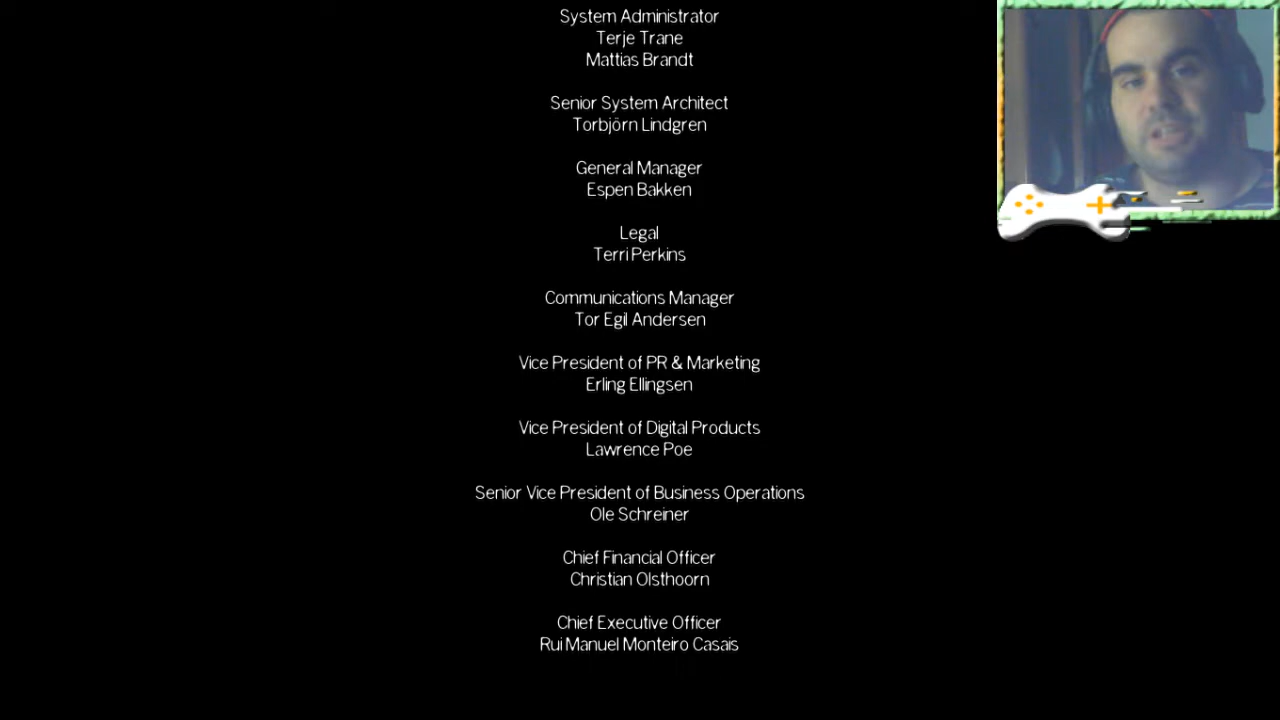 System Administrator
Terje Trane
Mattias Brandt
Senior System Architect
Torbjörn Lindgren
General Manager
Espen Bakken
Legal
Terri Perkins
Communications Manager
Tor Egil Andersen
Vice President of PR & Marketing
Erling Ellingsen
Vice President of Digital Products
Lawrence Poe
Senior Vice President of Business Operations
Ole Schreiner
Chief Financial Officer
Christian Olsthoorn
Chief Executive Officer
Rui Manuel Monteiro Casais